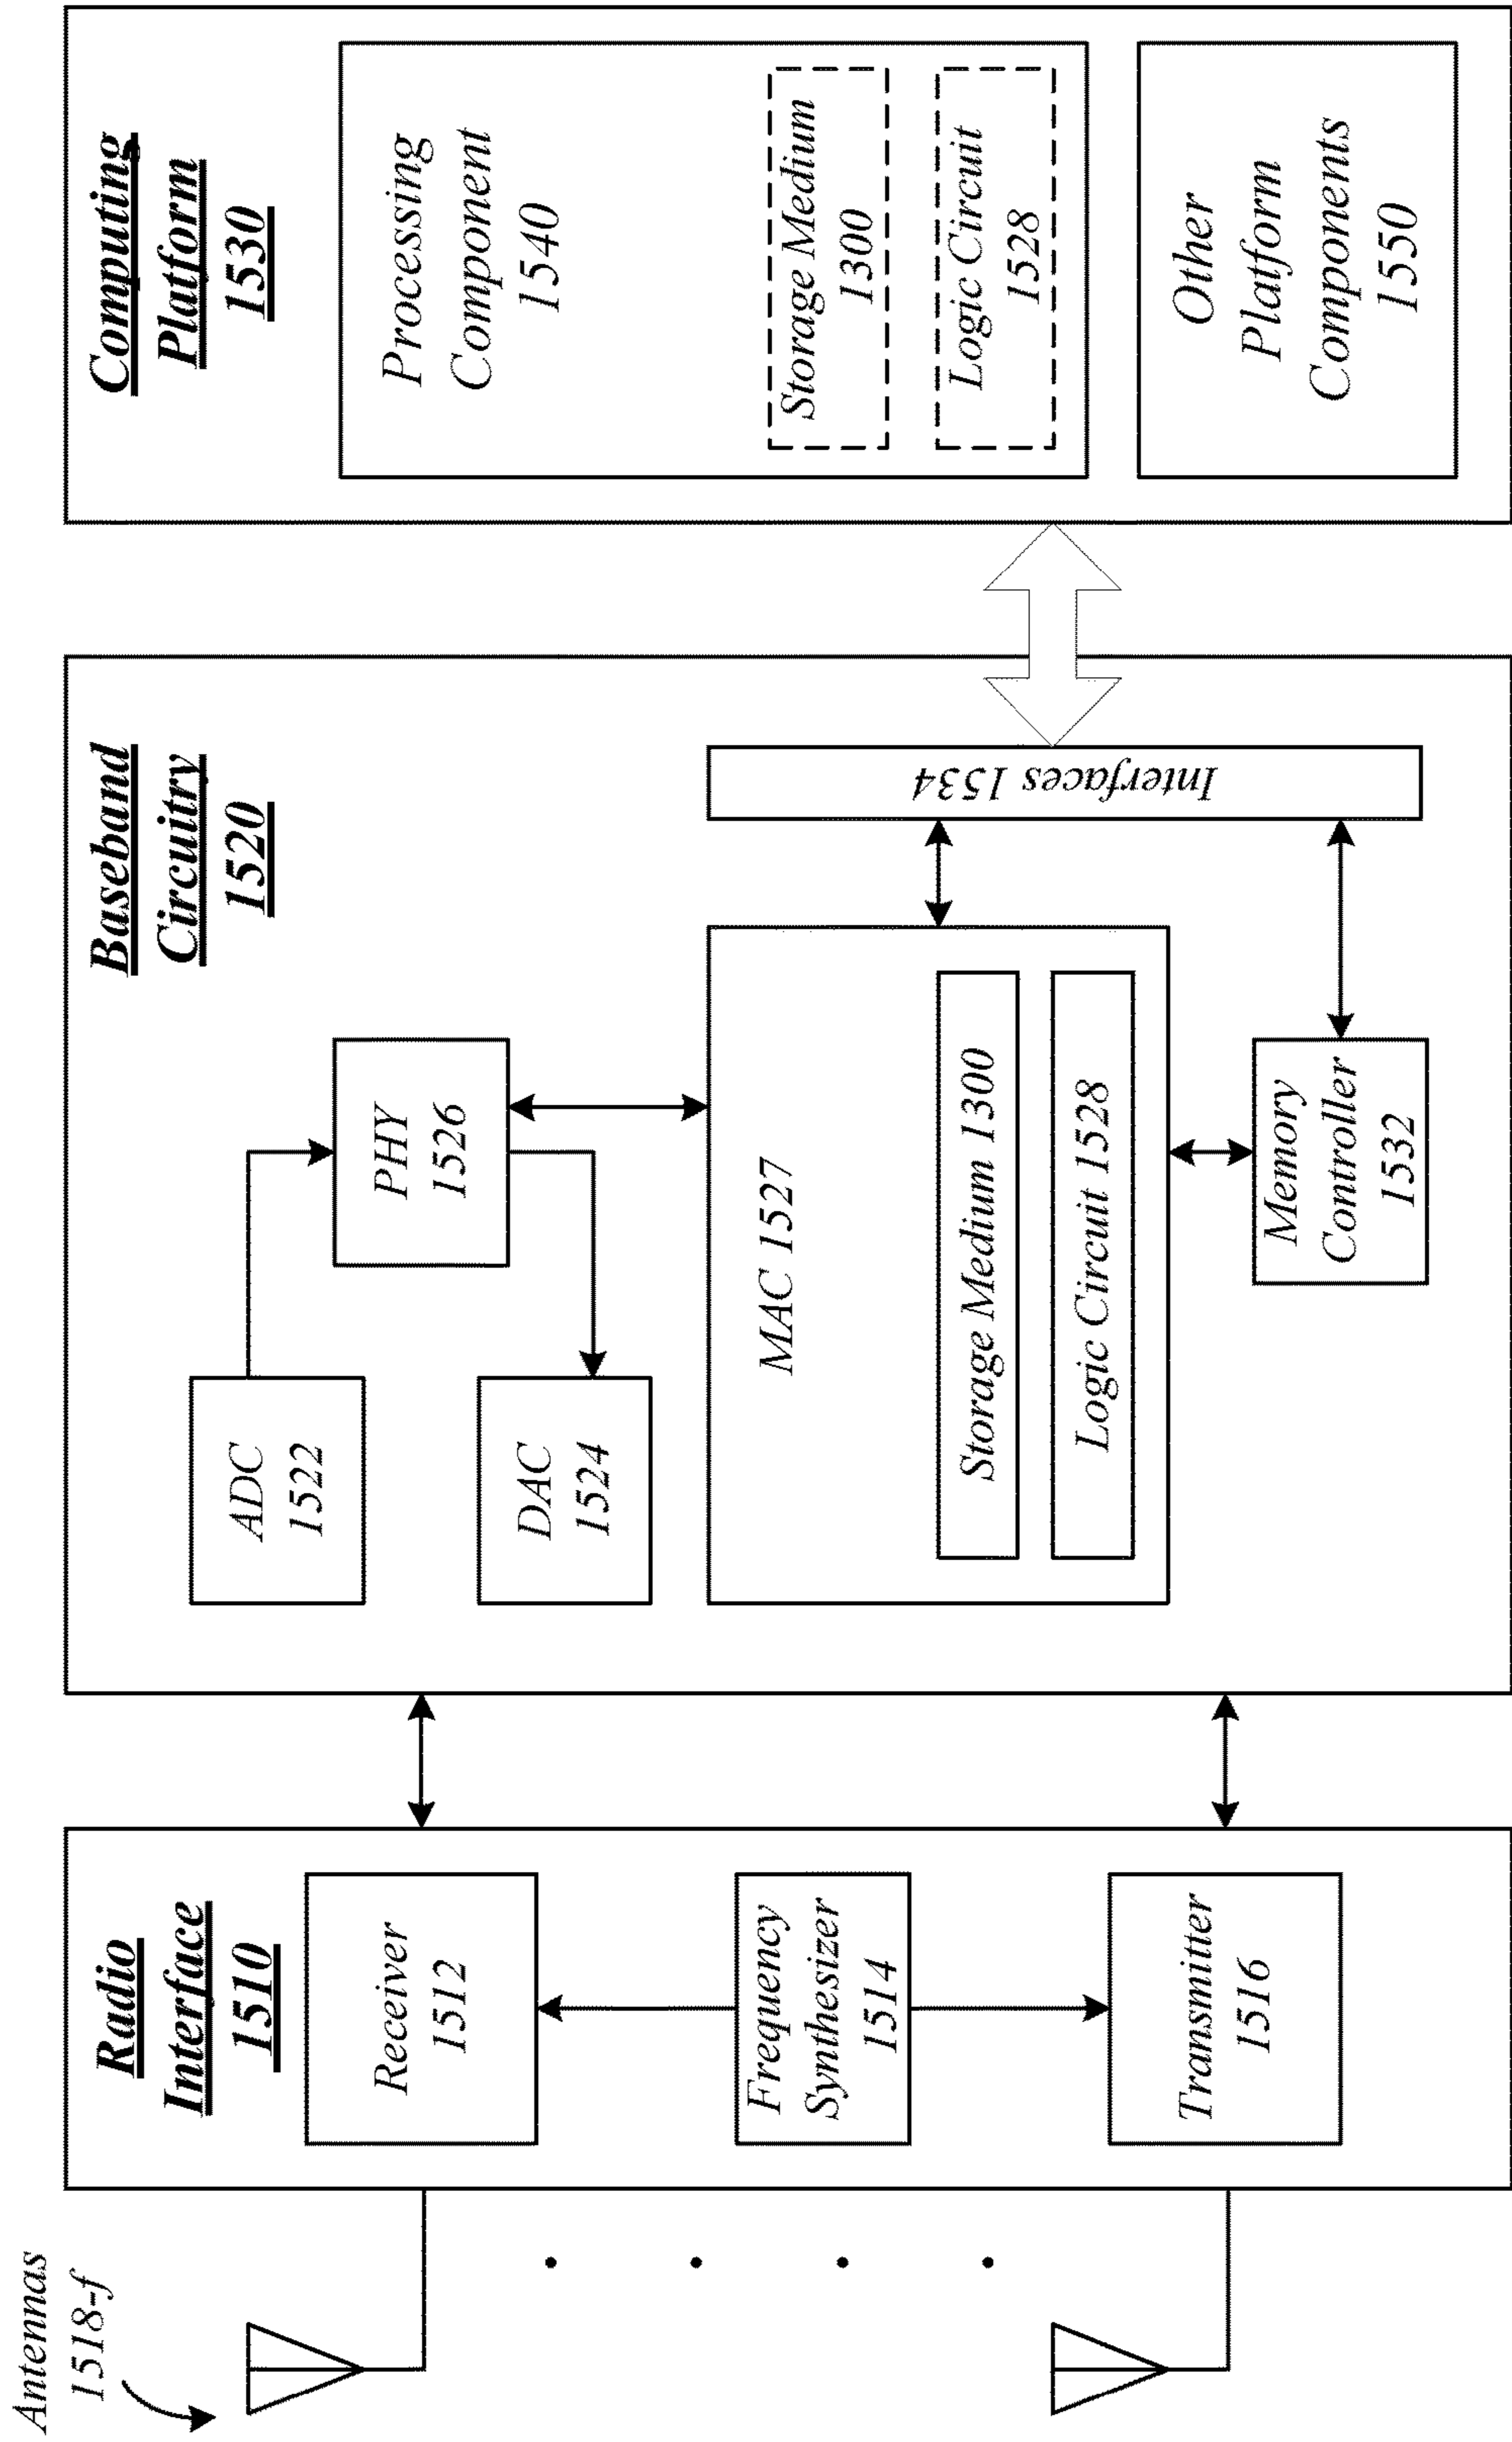 Antennas
1518-f
Radio
Interface
1510
Receiver
1512
Frequency
Synthesizer
1514
Transmitter
1516
Baseband
Circuitry
1520
ADC
1522
DAC
1524
PHY
1526
MAC 1527
Storage Medium 1300
Logic Circuit 1528
Memory
Controller
1532
Interfaces 1534
Computing
Platform
1530
Processing
Component
1540
Storage Medium
1300
Logic Circuit
1528
Other
Platform
Components
1550